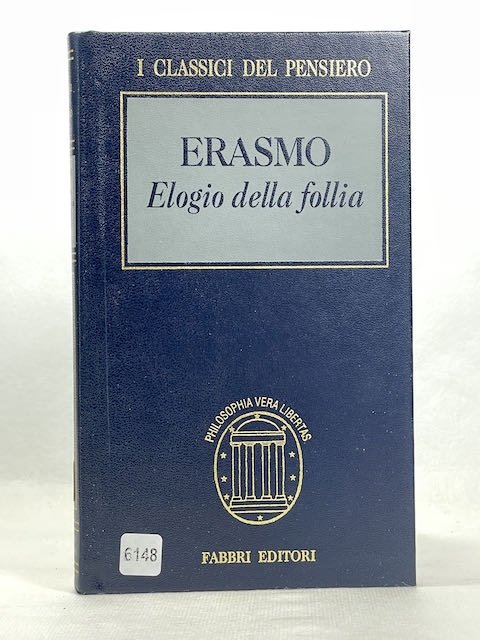 I CLASSICI DEL PENSIERO
ERASMO
Elogio della follia
PHILOSOPHIA VERA LIBERTAS
FABBRI EDITORI
6148